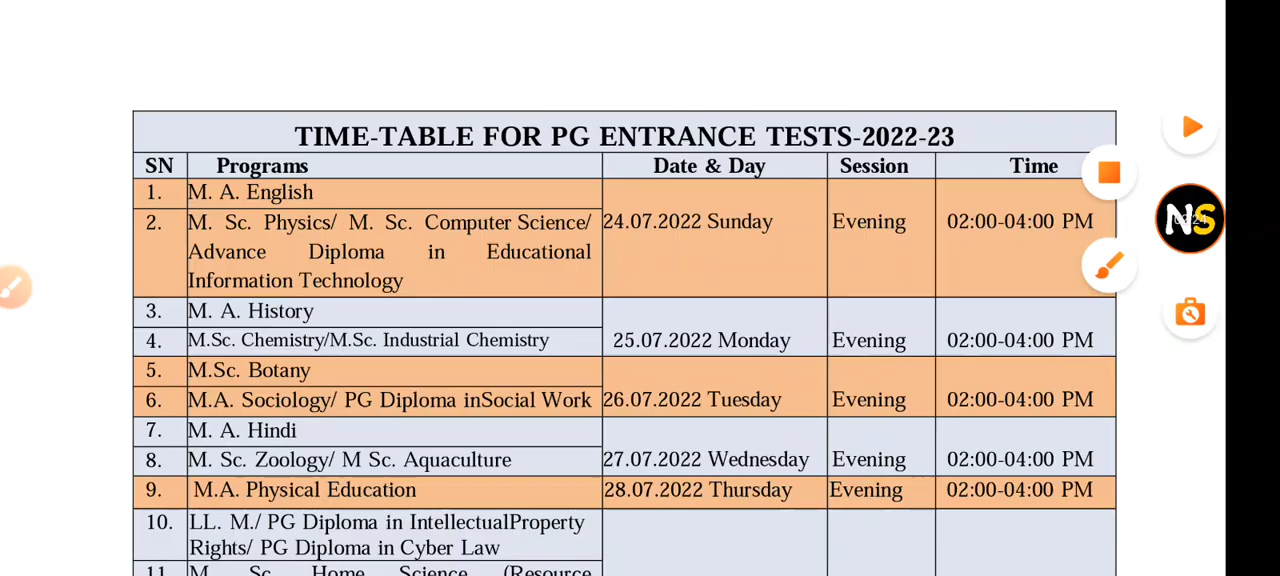 TIME-TABLE FOR PG ENTRANCE TESTS-2022-23
SN Programs Date & Day Session Time
1. M. A. English
2. M. Sc. Physics/ M. Sc. Computer Science/ 24.07.2022 Sunday Evening 02:00-04:00 PM
Advance Diploma in Educational
Information Technology
3. M. A. History
4. M.Sc. Chemistry/M.Sc. Industrial Chemistry 25.07.2022 Monday Evening 02:00-04:00 PM
5. M.Sc. Botany
6. M.A. Sociology/ PG Diploma inSocial Work 26.07.2022 Tuesday Evening 02:00-04:00 PM
7. M. A. Hindi
8. M. Sc. Zoology/ M Sc. Aquaculture 27.07.2022 Wednesday Evening 02:00-04:00 PM
9. M.A. Physical Education 28.07.2022 Thursday Evening 02:00-04:00 PM
10. LL. M./ PG Diploma in IntellectualProperty
Rights/ PG Diploma in Cyber Law
11. M. Sc. Home Science (Resource
NS